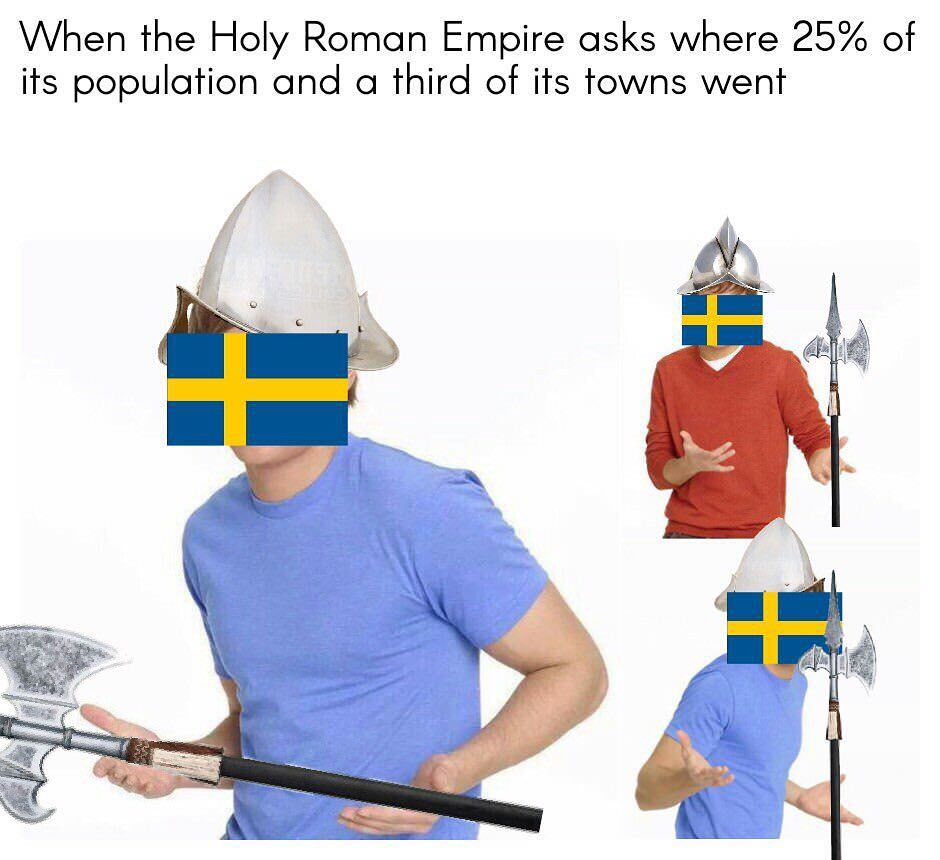 When the Holy Roman Empire asks where 25% of
its population and a third of its towns went